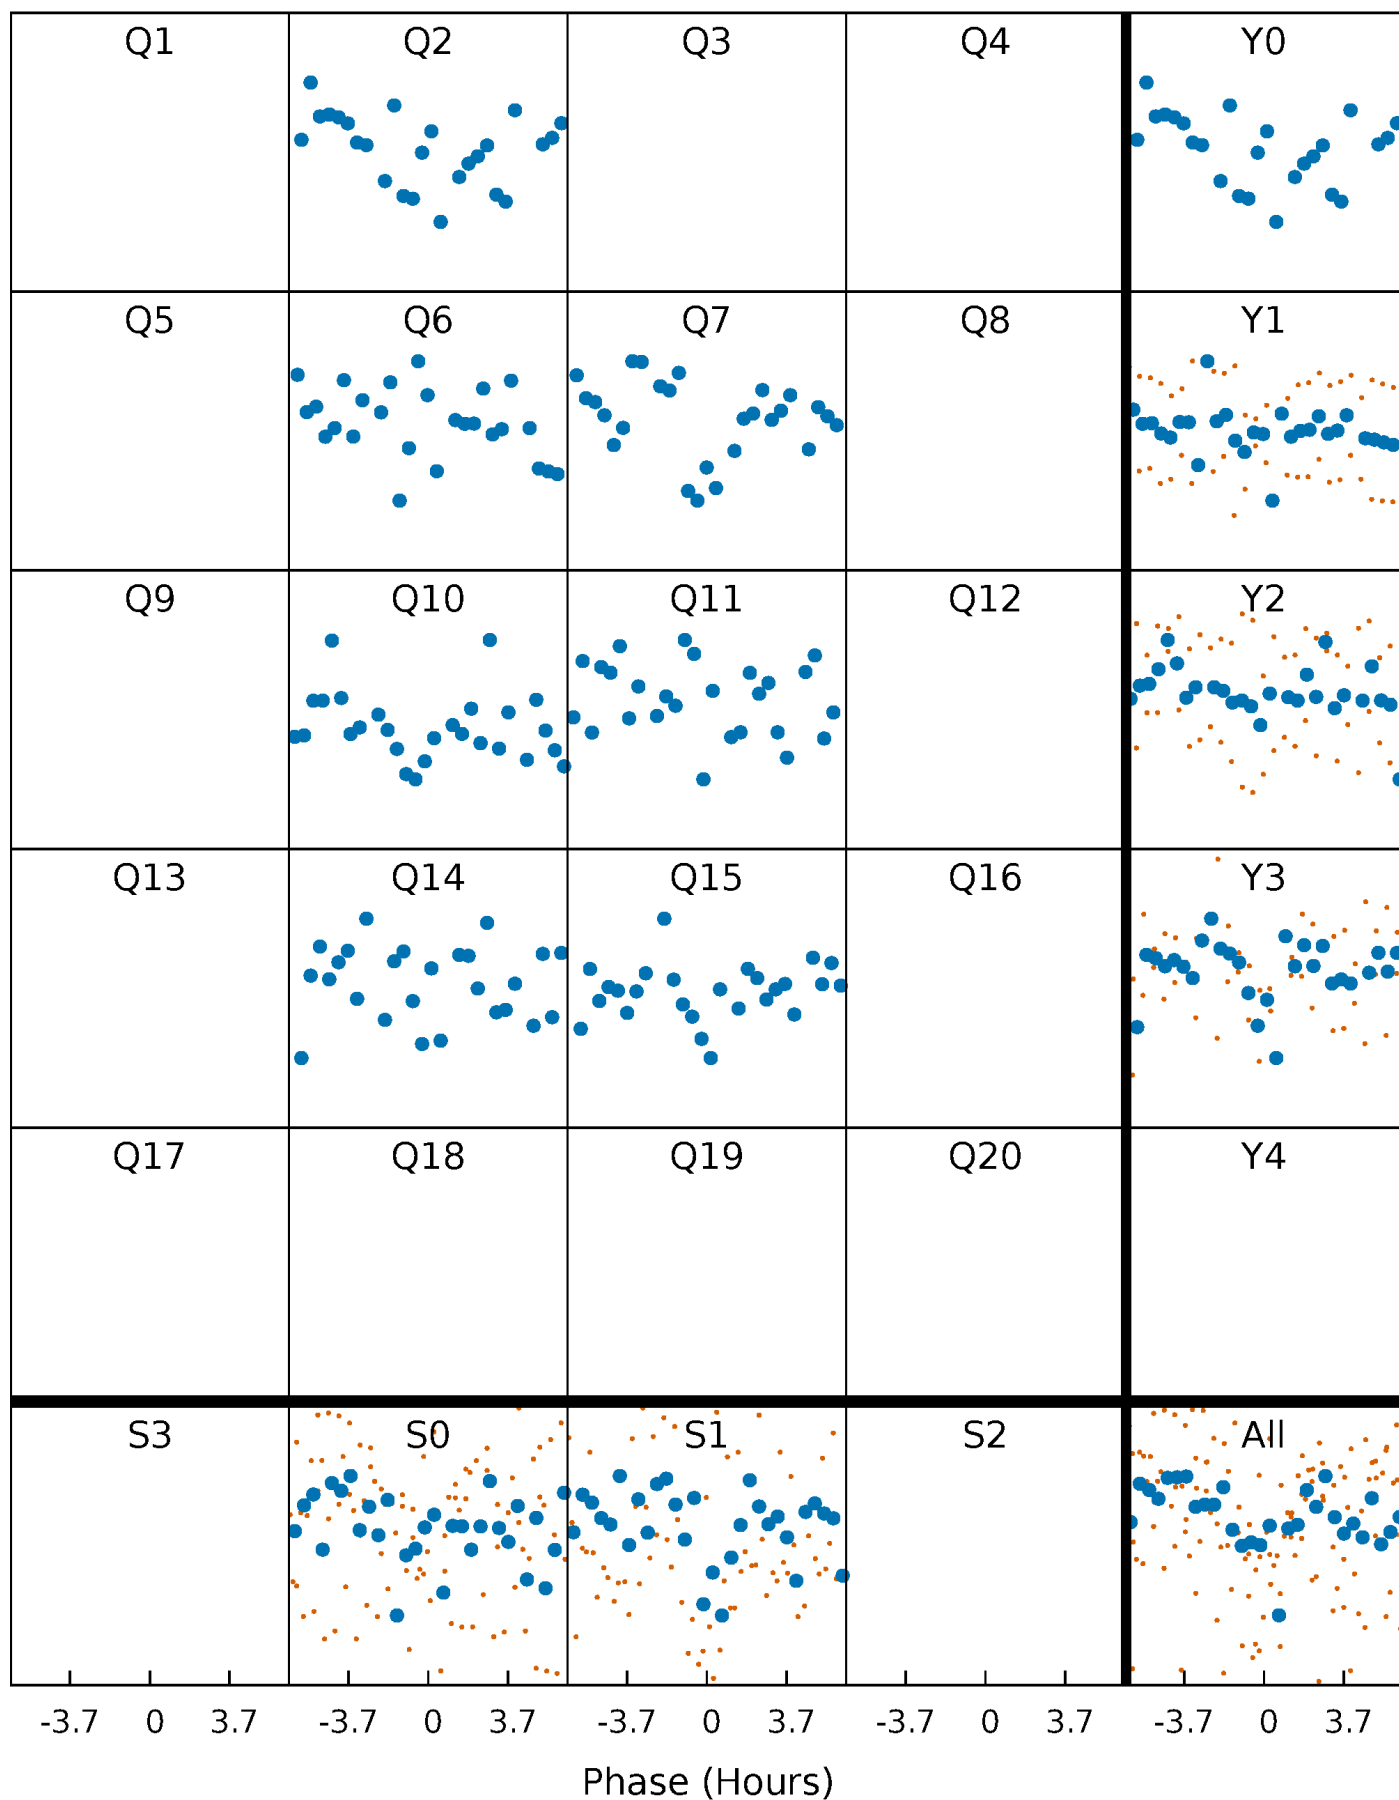 Q1 Q2 Q3 Q4 Y0
Q5 Q6 Q7 Q8 Y1
Q9 Q10 Q11 Q12 Y2
Q13 Q14 Q15 Q16 Y3
Q17 Q18 Q19 Q20 Y4
S3 S0 S1 S2 All
-3.7 0 3.7 -3.7 0 3.7 -3.7 0 3.7 -3.7 0 3.7 -3.7 0 3.7
Phase (Hours)